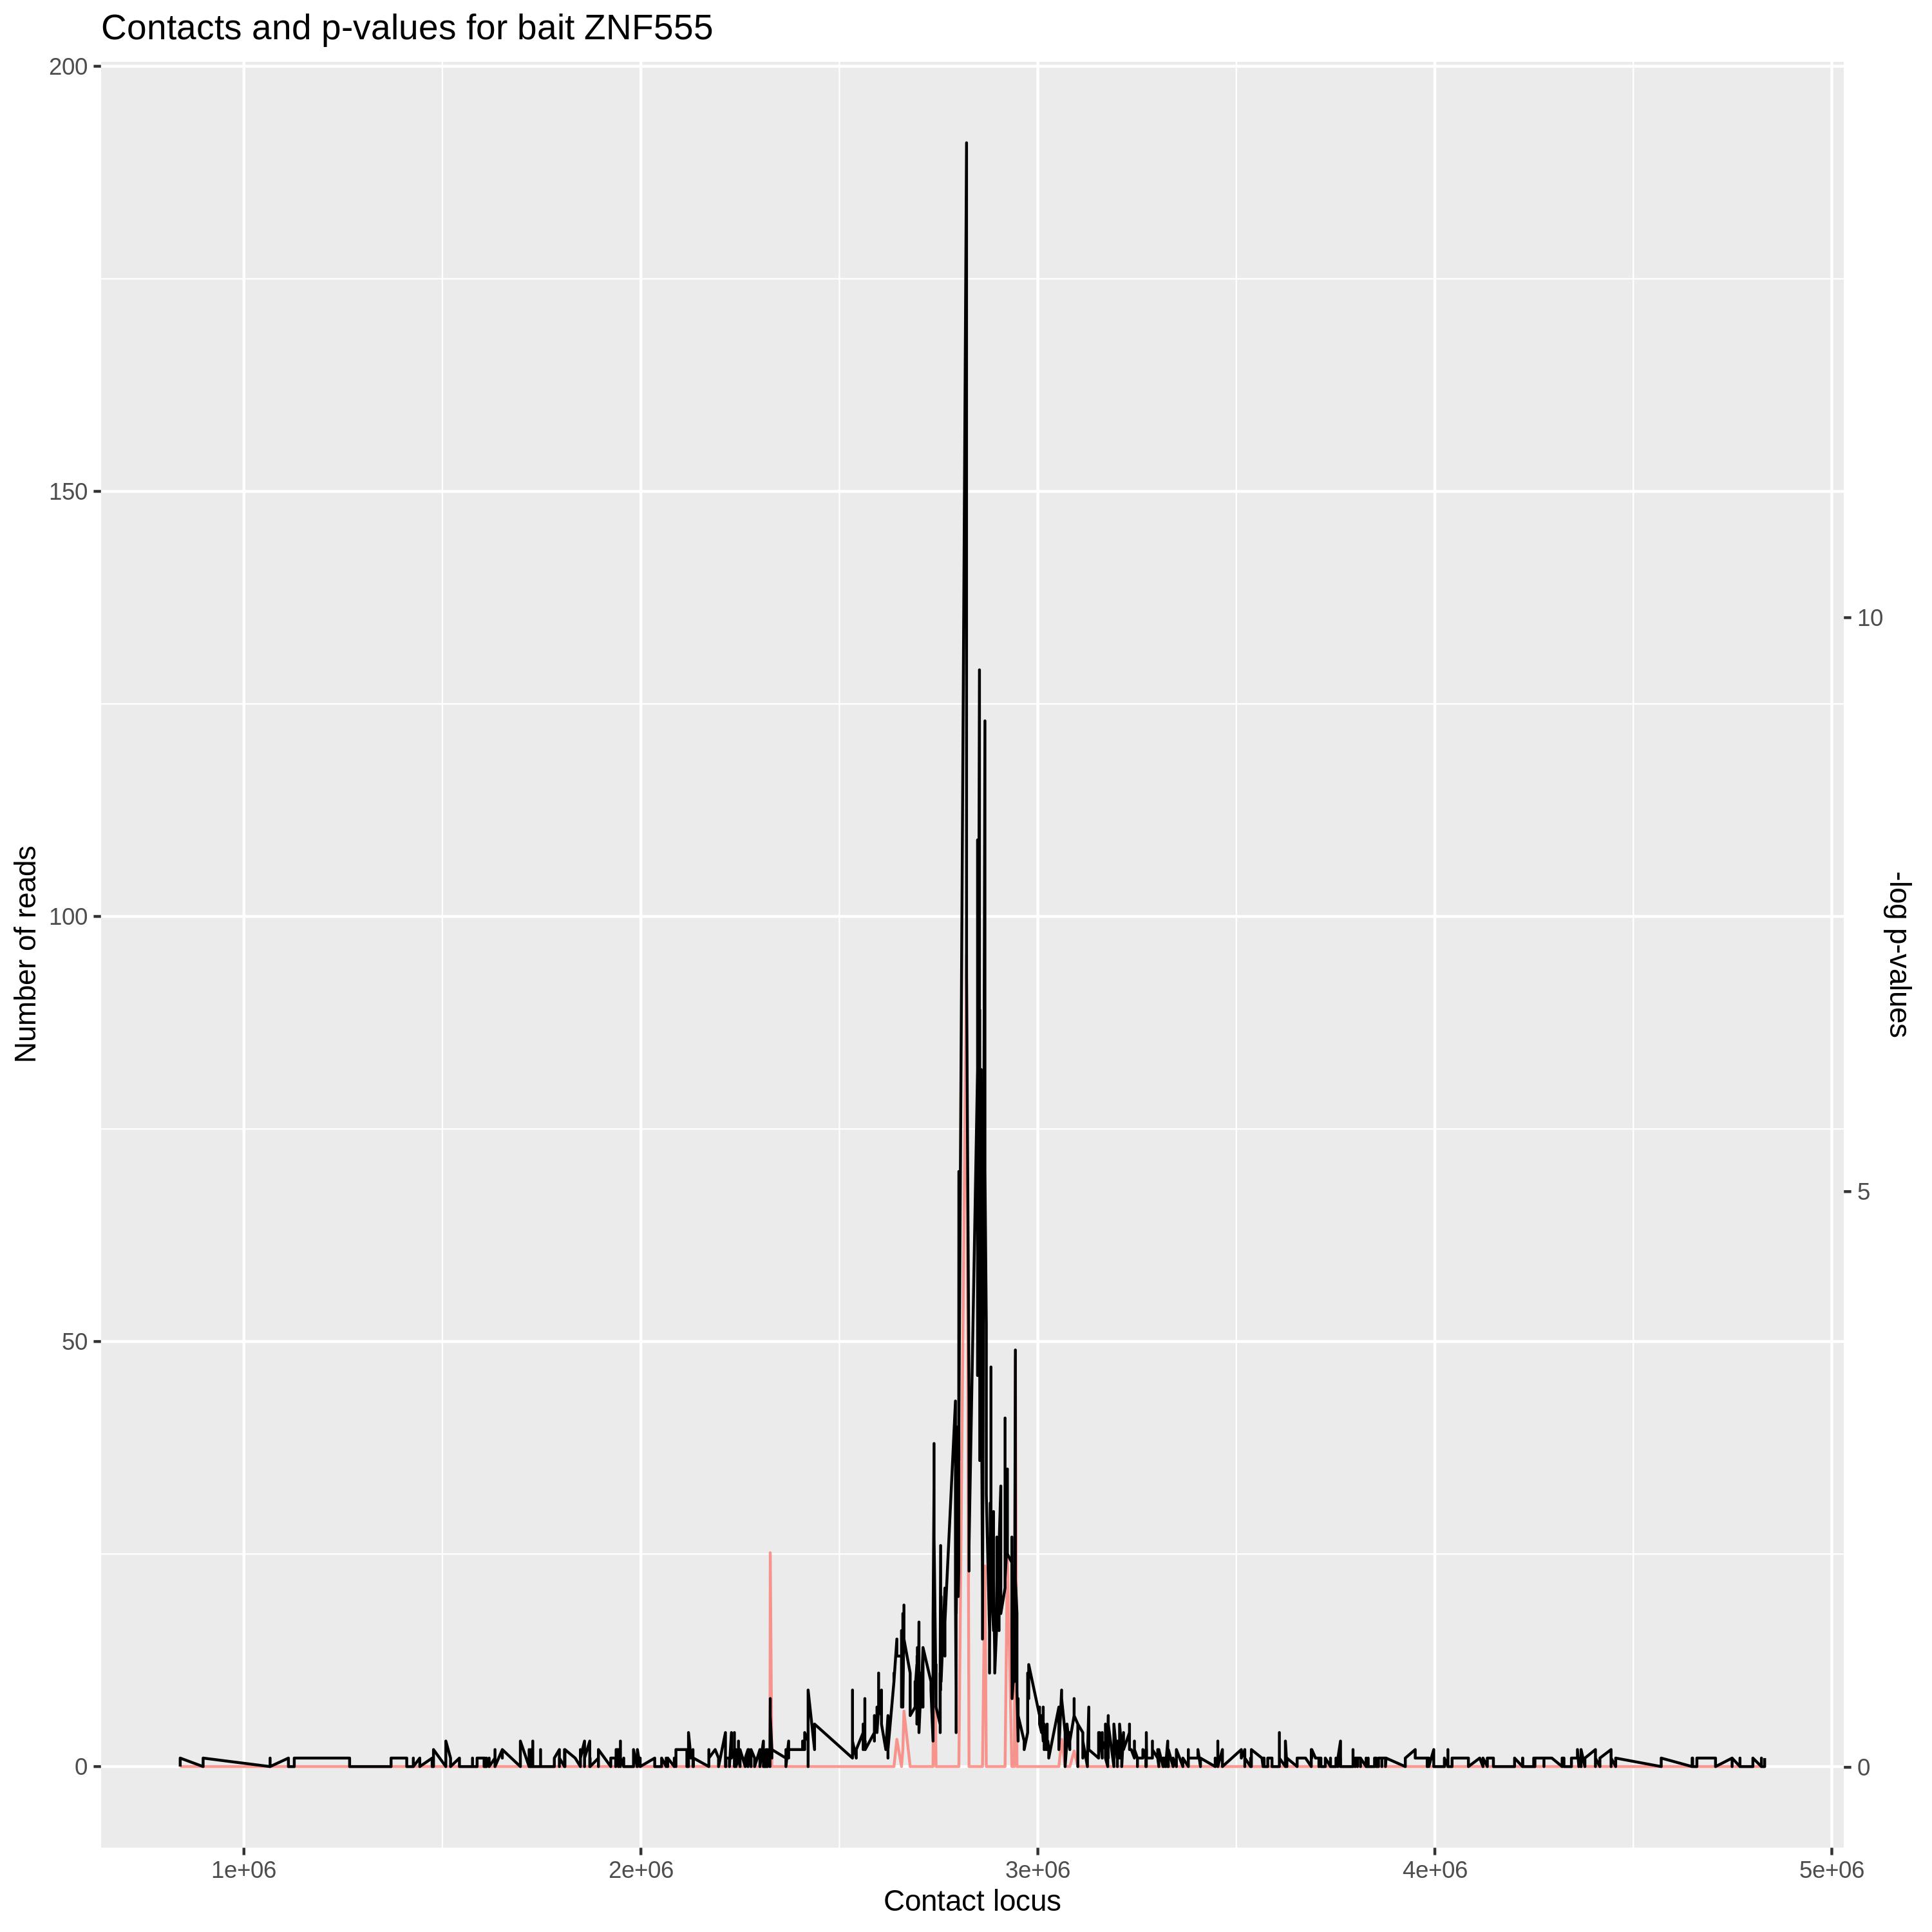 Contacts and p-values for bait ZNF555
200
150
100
50
0
Number of reads
10
5
0
-log p-values
1e+06
2e+06
3e+06
4e+06
5e+06
Contact locus